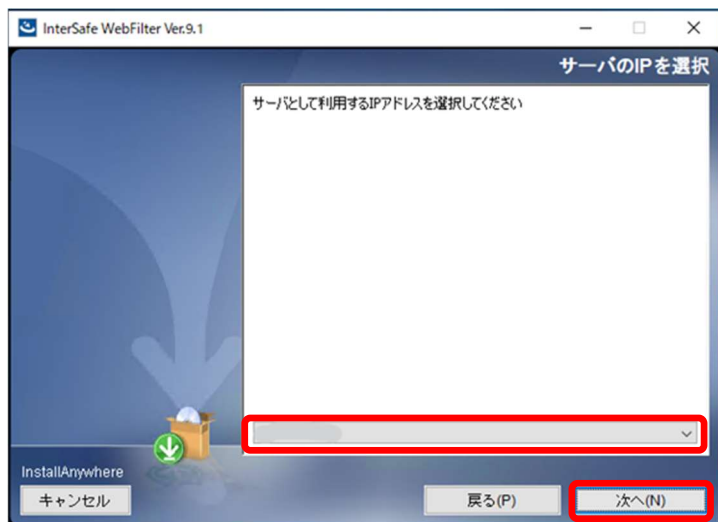 InterSafe WebFilter Ver.9.1
サーバのIPを選択
サーバとして利用するIPアドレスを選択してください
InstallAnywhere
キャンセル
戻る(P)
次へ(N)